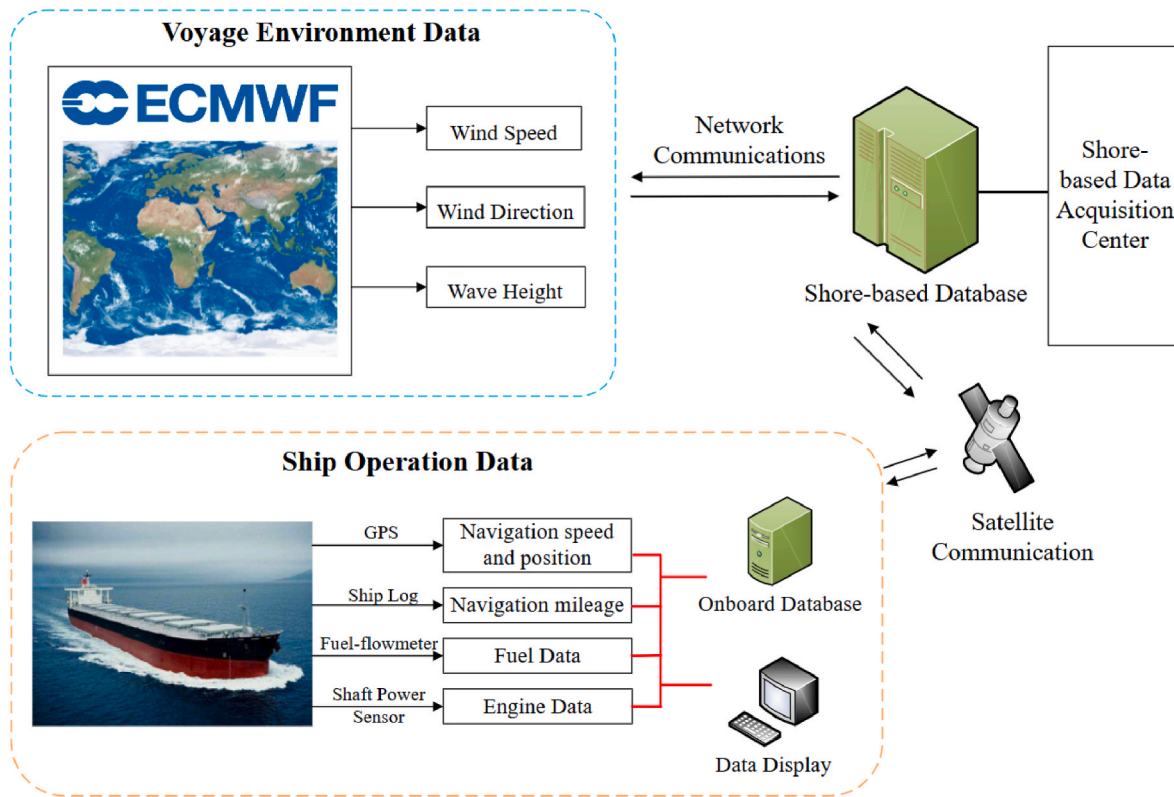 Voyage Environment Data
ECMWF
Wind Speed
Wind Direction
Wave Height
Network
Communications
Shore-based Database
Shore-
based Data
Acquisition
Center
Ship Operation Data
GPS
Navigation speed
and position
Ship Log
Navigation mileage
Fuel-flowmeter
Fuel Data
Shaft Power
Sensor
Engine Data
Onboard Database
Data Display
Satellite
Communication